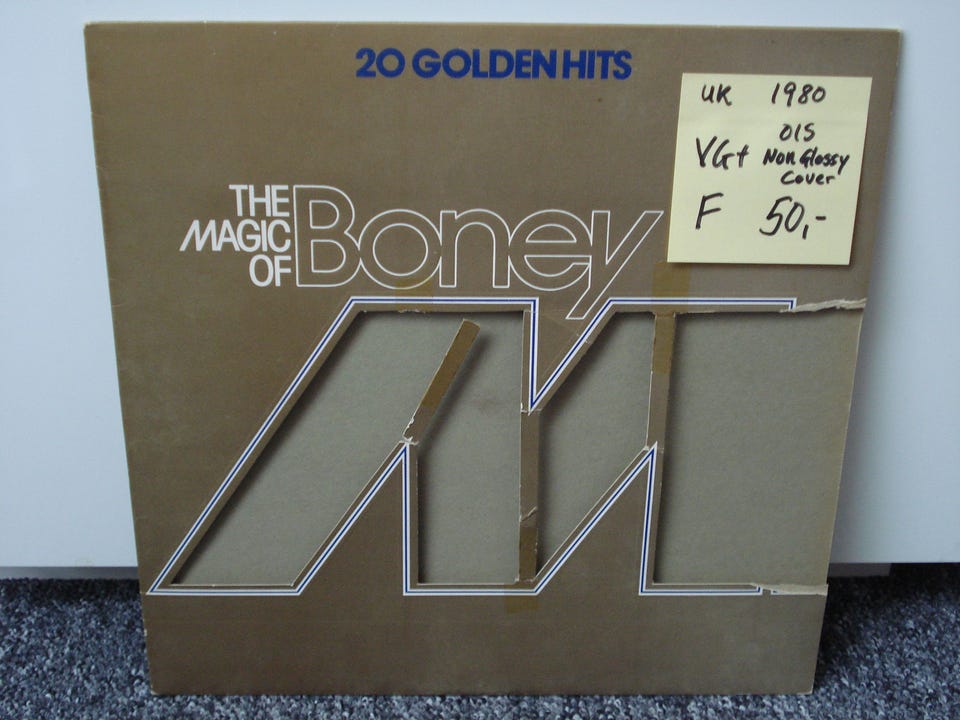 20 GOLDEN HITS
UK 1980
OIS
VG+ Non Glossy
Cover
F 50,-
THE
MAGIC
OF Boney
M